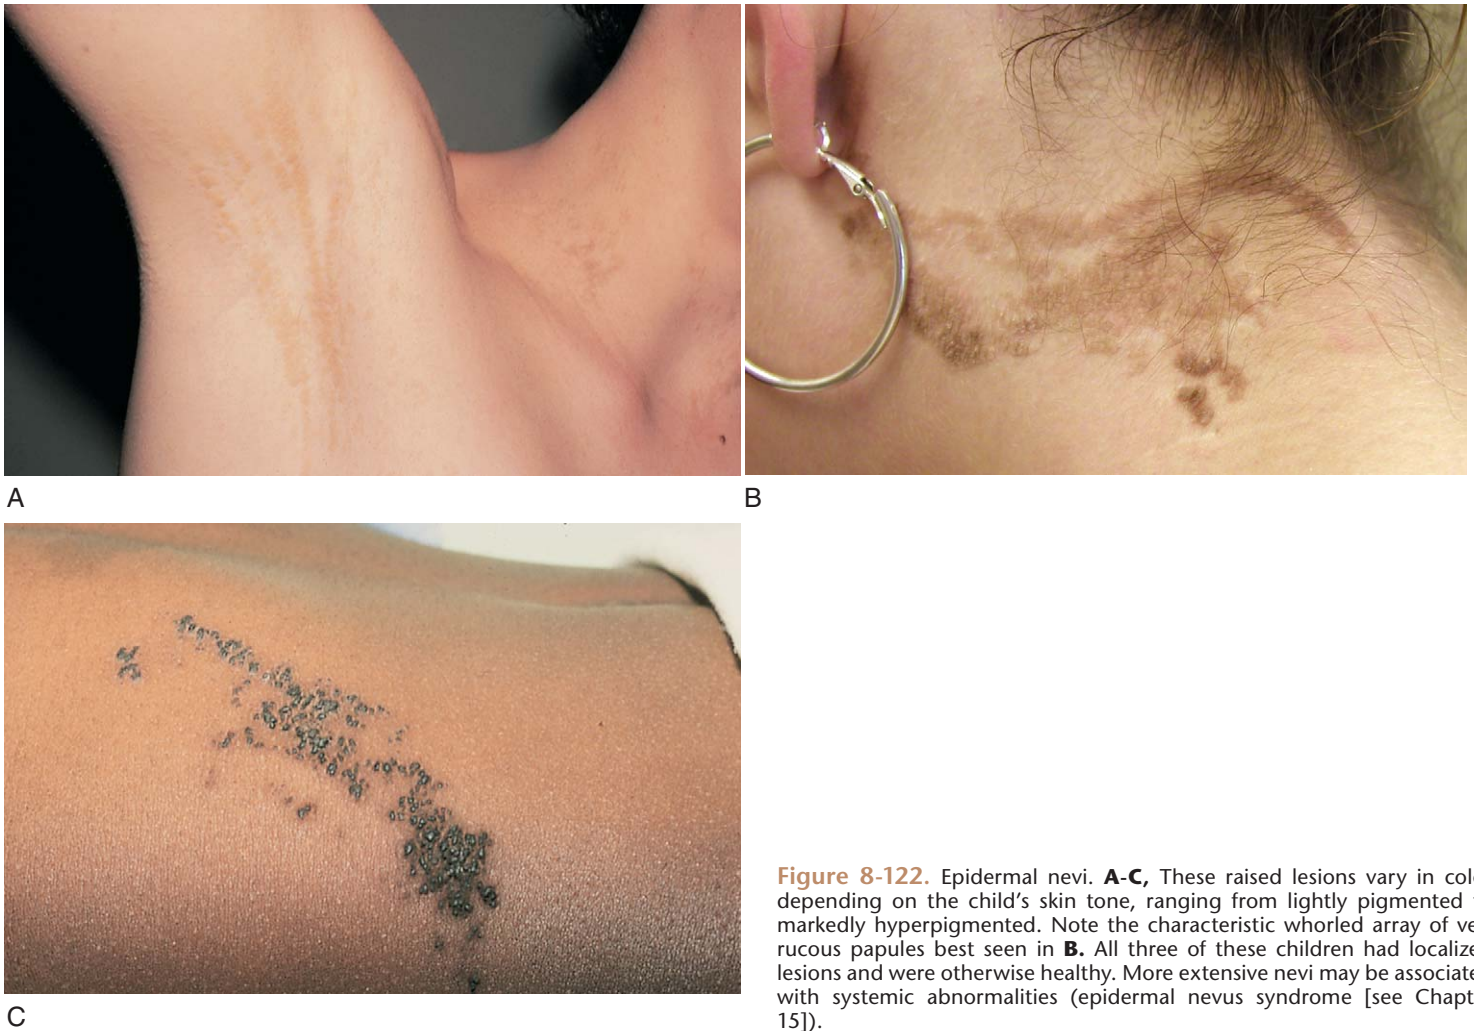 A
B
C
Figure 8-122. Epidermal nevi. A-C, These raised lesions vary in col
depending on the child's skin tone, ranging from lightly pigmented
markedly hyperpigmented. Note the characteristic whorled array of ve
rucous papules best seen in B. All three of these children had localize
lesions and were otherwise healthy. More extensive nevi may be associate
with systemic abnormalities (epidermal nevus syndrome [see Chapt
15]).